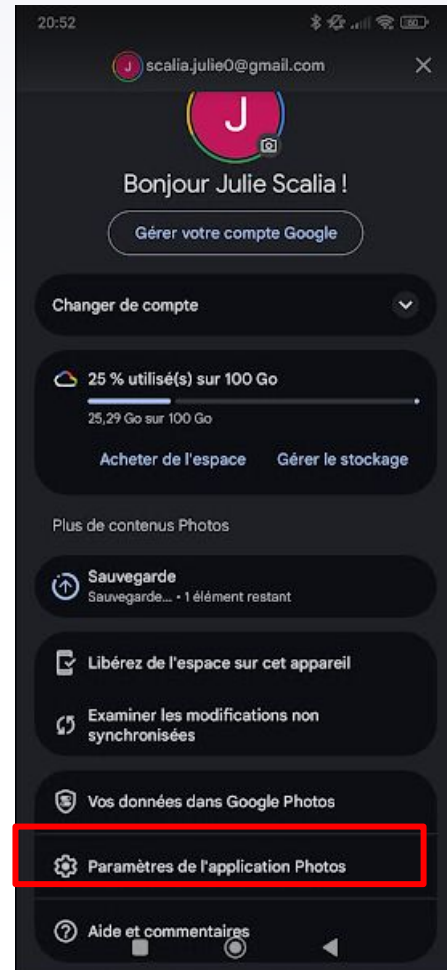 20:52
60
J scalia.julie0@gmail.com
J
Bonjour Julie Scalia !
Gérer votre compte Google
Changer de compte
25 % utilisé(s) sur 100 Go
25,29 Go sur 100 Go
Acheter de l'espace Gérer le stockage
Plus de contenus Photos
Sauvegarde
Sauvegarde... • 1 élément restant
Libérez de l'espace sur cet appareil
Examiner les modifications non
synchronisées
Vos données dans Google Photos
Paramètres de l'application Photos
Aide et commentaires